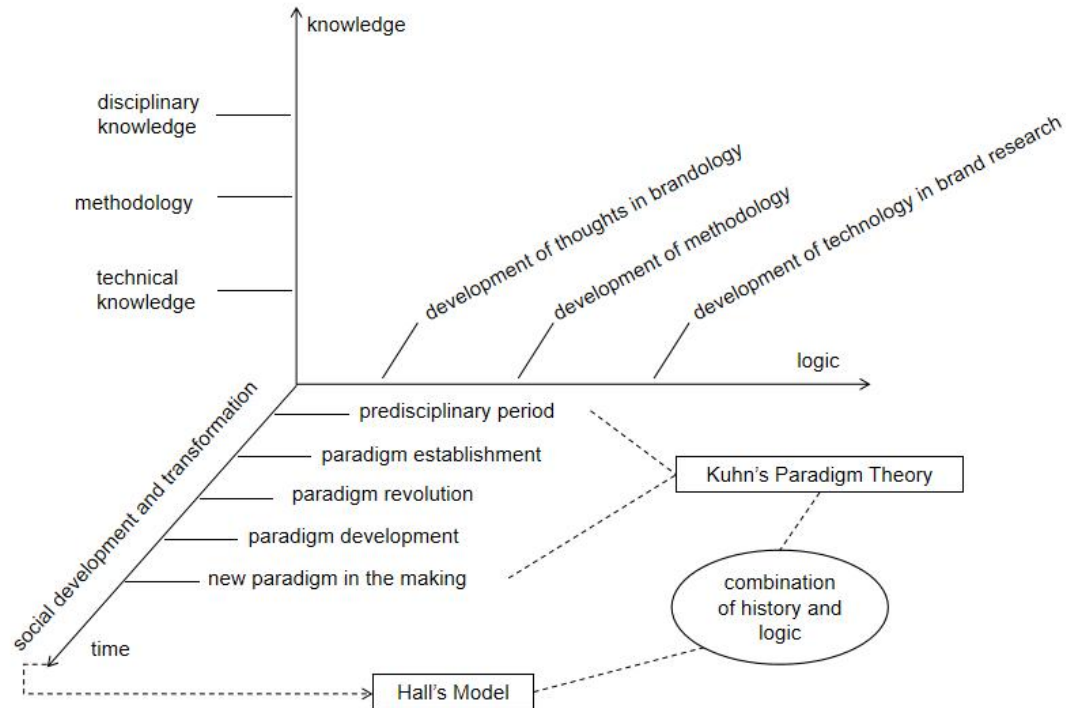 knowledge
disciplinary
knowledge
methodology
technical
knowledge
development of thoughts in brandology
development of methodology
development of technology in brand research
logic
social development and transformation
predisciplinary period
paradigm establishment
paradigm revolution
paradigm development
new paradigm in the making
time
Kuhn's Paradigm Theory
combination
of history and
logic
Hall's Model